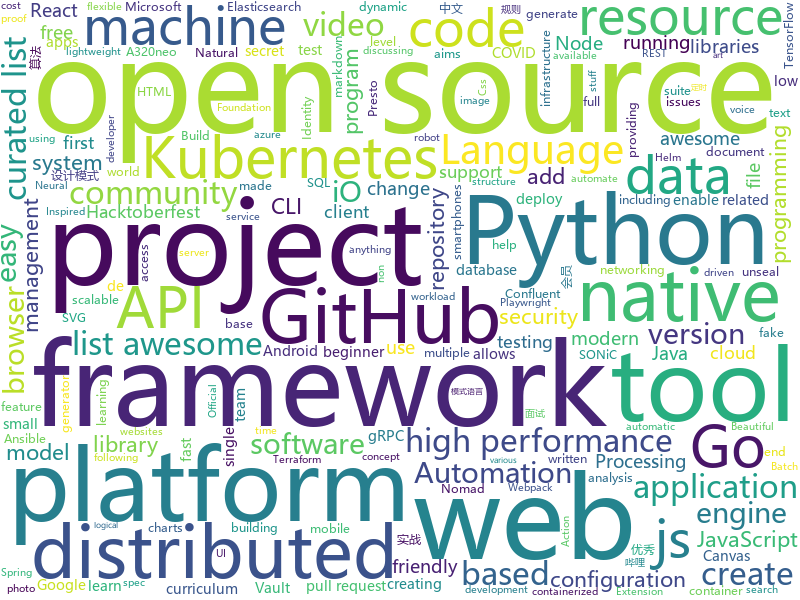 cost
flexible
Microsoft
Elasticsearch
dynamic
中文
规则
generate
proof
React
video
machine
code
resource
TensorFlow
apps
Natural
secret
test
level
discussing
available
REST
art
lightweight
A320neo
free
算法
HTML
program
markdown
COVID
aims
Node
infrastructure
running
libraries
stuff
suite
full
low
open source
curated list
Presto
Css
issues
定时
first
developer
Foundation
Build
Identity
azure
image
voice
providing
awesome
text
using
system
设计模式
Kubernetes
Language
robot
Helm
document
programming
Neural
world
support
add
data
file
easy
community
iO
change
structure
automate
made
SQL
smartphones
including
enable
related
Inspired
Hacktoberfest
CLI
client
repository
deploy
management
service
project
Python
help
anything
server
access
database
networking
driven
unseal
scalable
de
API
non
会员
native
browser
SVG
base
GitHub
workload
Confluent
Playwright
security
list awesome
Android
beginner
use
multiple
allows
testing
SONiC
modern
version
Java
cloud
fake
framework
tool
feature
generator
learning
Official
team
single
模式语言
面试
automatic
Beautiful
small
Ansible
websites
time
software
gRPC
high performance
Go
end
following
library
fast
Terraform
concept
written
various
Batch
model
platform
Automation
Processing
analysis
application
Nomad
Webpack
distributed
web
js
engine
logical
charts
building
mobile
实战
Action
优秀
JavaScript
UI
friendly
based
configuration
哔哩
Canvas
create
Spring
Google
learn
spec
curriculum
Vault
pull request
creating
containerized
development
Extension
container
search
photo